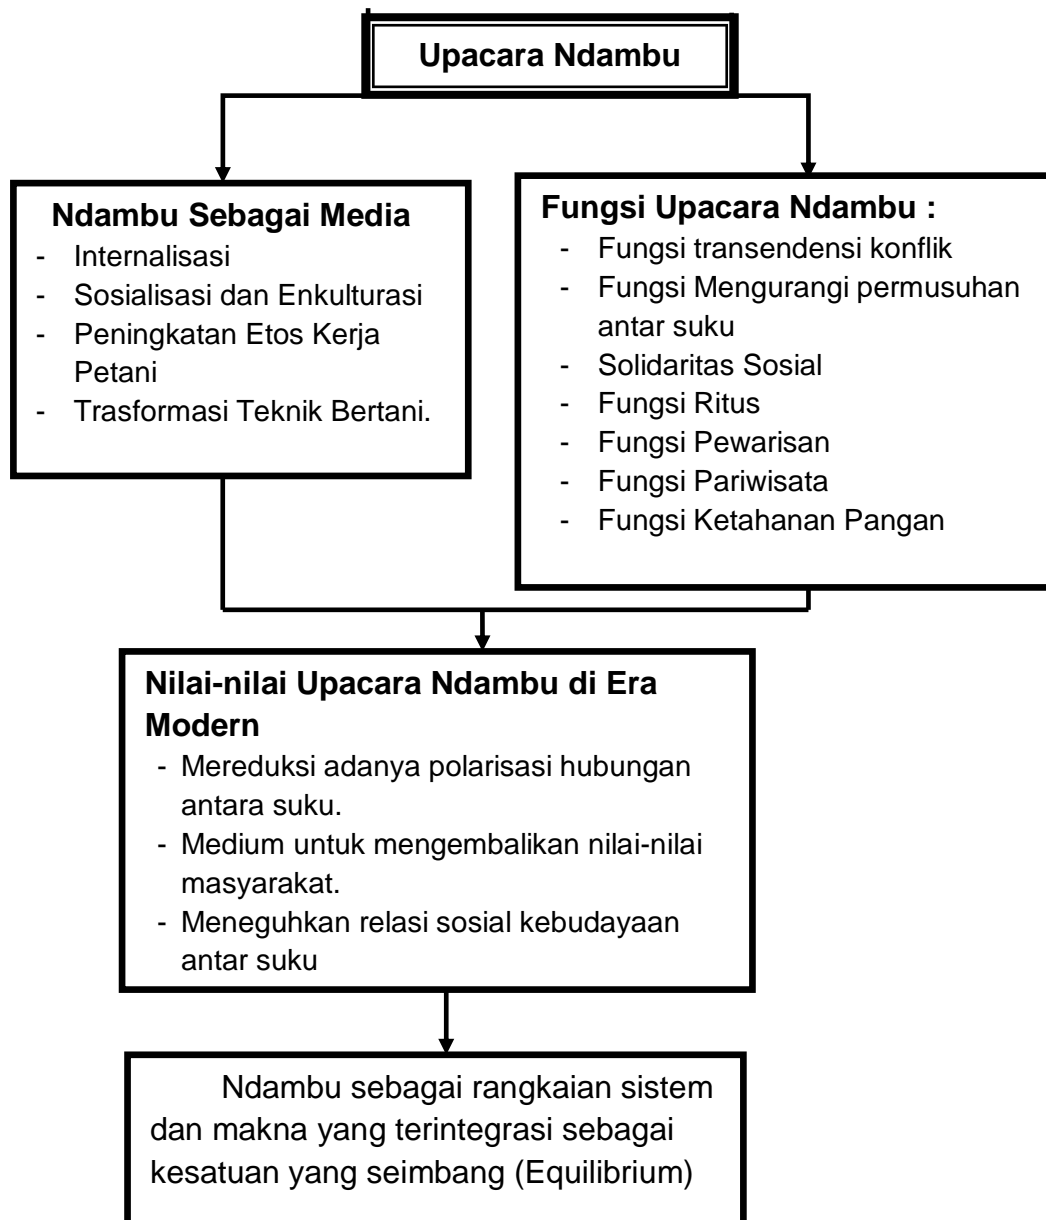 Upacara Ndambu
Ndambu Sebagai Media
- Internalisasi
- Sosialisasi dan Enkulturasi
- Peningkatan Etos Kerja
Petani
- Trasformasi Teknik Bertani.
Fungsi Upacara Ndambu :
- Fungsi transendensi konflik
- Fungsi Mengurangi permusuhan
antar suku
- Solidaritas Sosial
- Fungsi Ritus
- Fungsi Pewarisan
- Fungsi Pariwisata
- Fungsi Ketahanan Pangan
Nilai-nilai Upacara Ndambu di Era
Modern
- Mereduksi adanya polarisasi hubungan
antara suku.
- Medium untuk mengembalikan nilai-nilai
masyarakat.
- Meneguhkan relasi sosial kebudayaan
antar suku
Ndambu sebagai rangkaian sistem
dan makna yang terintegrasi sebagai
kesatuan yang seimbang (Equilibrium)